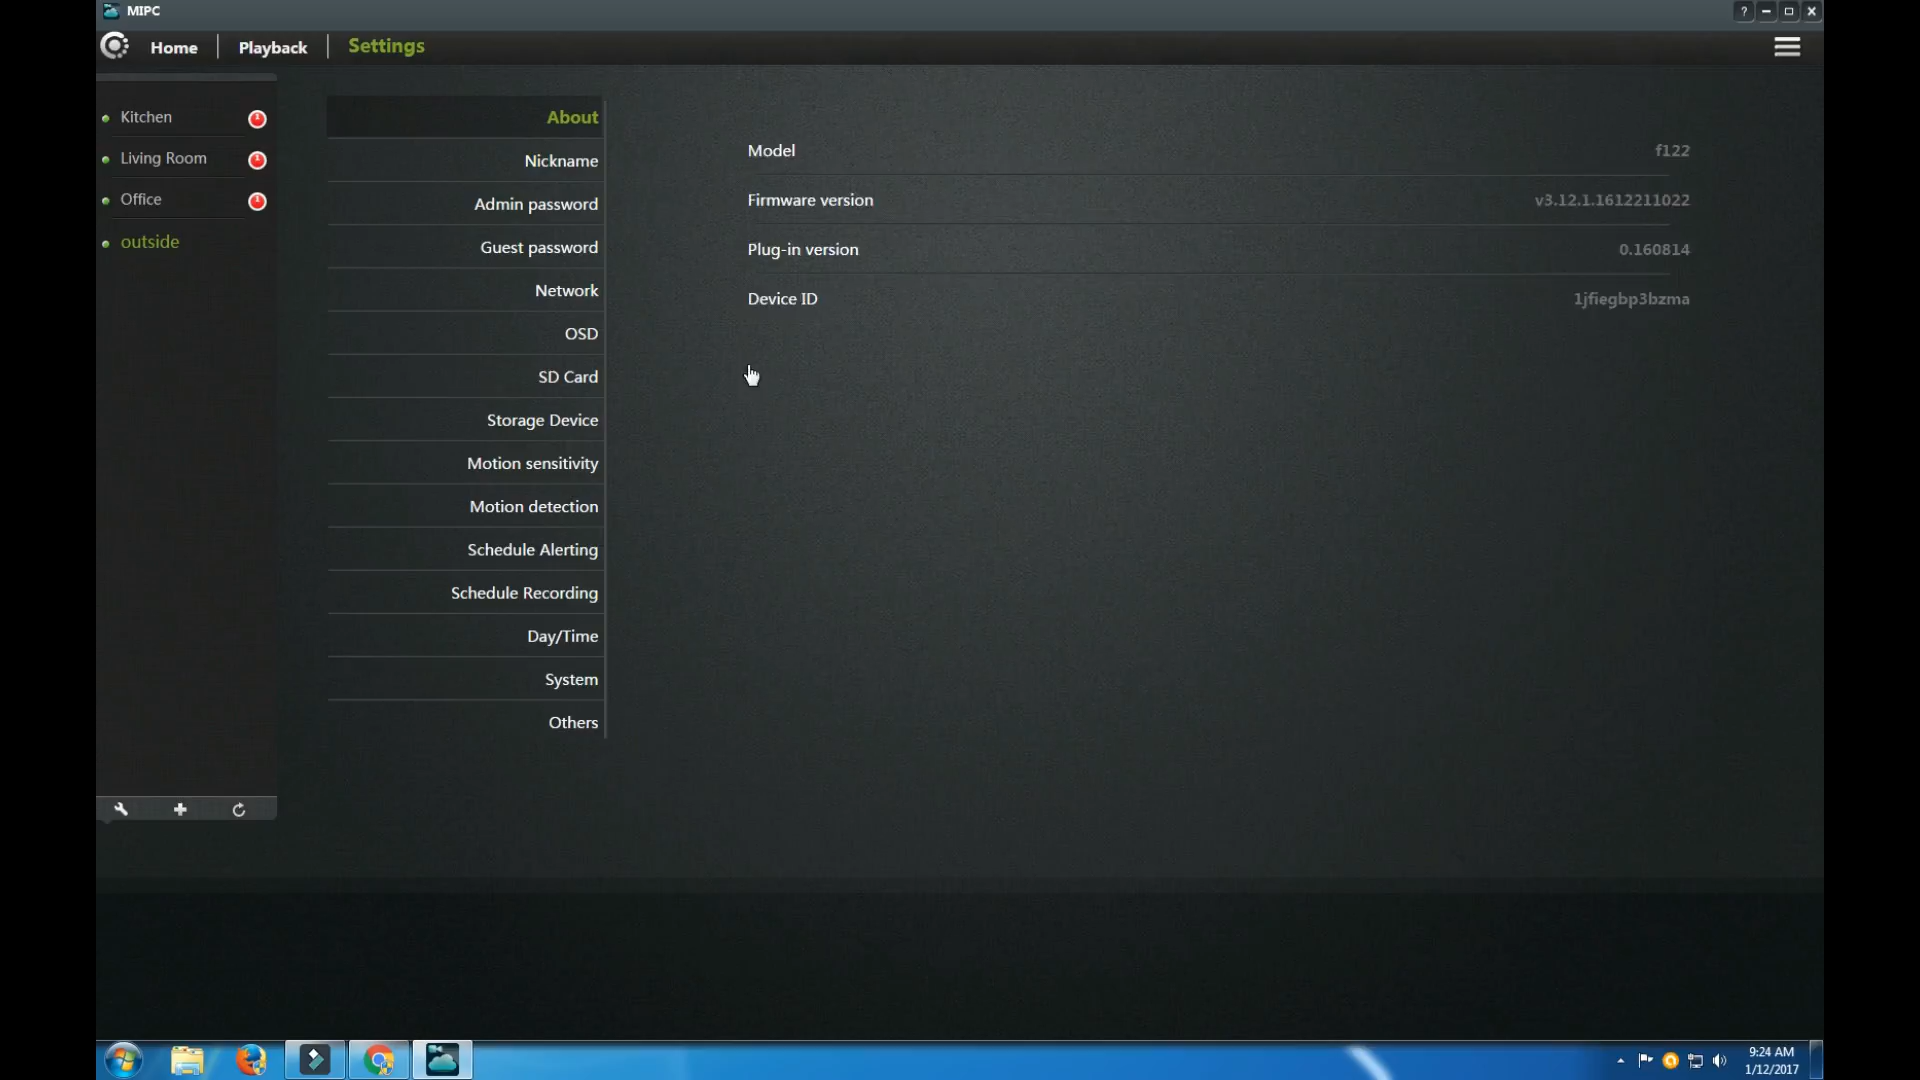 MIPC
?
Home
Playback
Settings
Kitchen
Living Room
Office
outside
About
Nickname
Admin password
Guest password
Network
OSD
SD Card
Storage Device
Motion sensitivity
Motion detection
Schedule Alerting
Schedule Recording
Day/Time
System
Others
Model f122
Firmware version v3.12.1.1612211022
Plug-in version 0.160814
Device ID 1jfiegbp3bzma
9:24 AM
1/12/2017